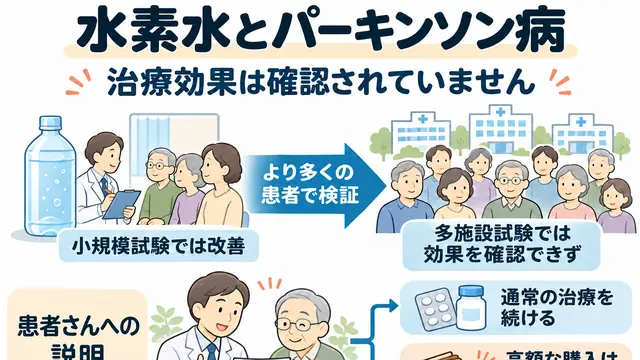 水素水とパーキンソン病
治療効果は確認されていません
より多くの
患者で検証
小規模試験では改善
多施設試験では
効果を確認できず
患者さんへの
説明
通常の治療を
続ける
高額な購入は